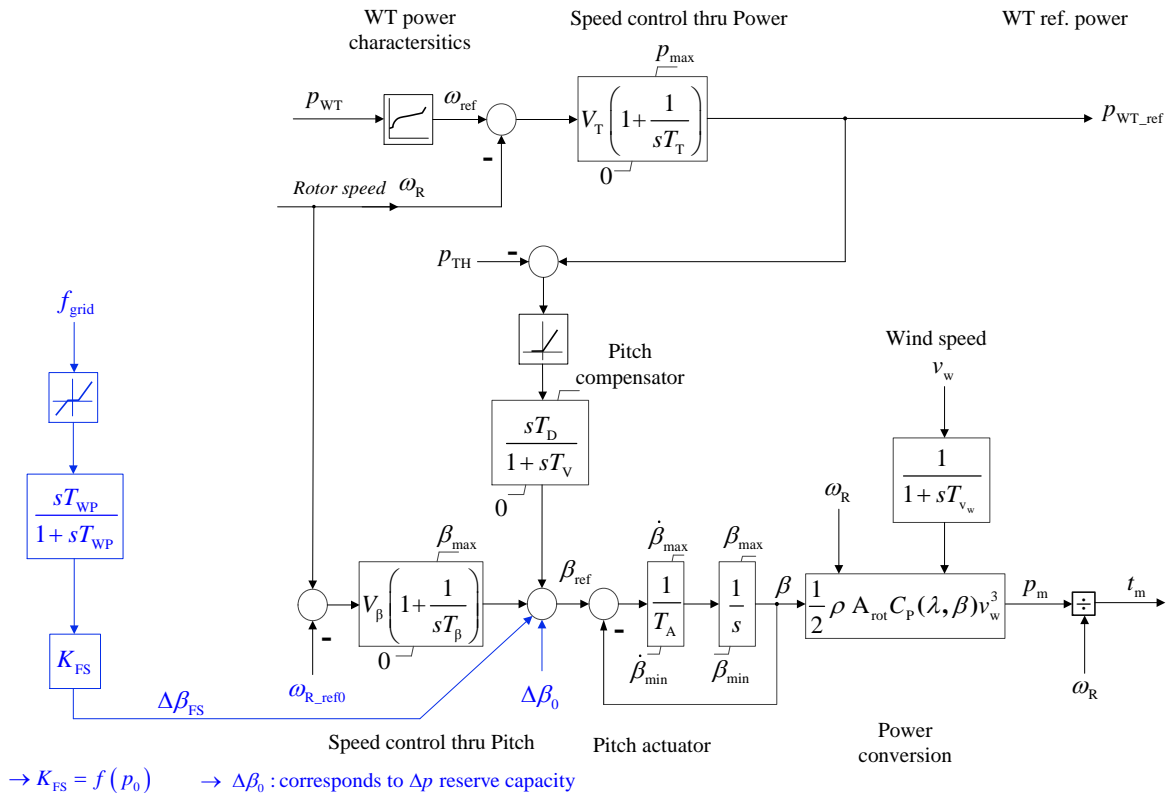 WT power
charactersitics
Speed control thru Power
WT ref. power
p_max
p_WT
ω_ref
V_T (1 + 1/(sT_T))
0
p_WT_ref
-
Rotor speed ω_R
p_TH
-
f_grid
Pitch
compensator
Wind speed
v_w
sT_D/(1 + sT_V)
0
1/(1 + sT_v_w)
ω_R
sT_WP/(1 + sT_WP)
β_max
β̇_max
β_max
β_ref
β
V_β (1 + 1/(sT_β))
0
-
1/T_A
1/s
-
β̇_min
β_min
1/2 ρ A_rot C_P (λ, β) v_w^3
p_m
÷
t_m
ω_R
K_FS
Δβ_FS
ω_R_ref0
Δβ_0
Speed control thru Pitch
Pitch actuator
Power
conversion
→ K_FS = f (p_0)
→ Δβ_0 : corresponds to Δp reserve capacity